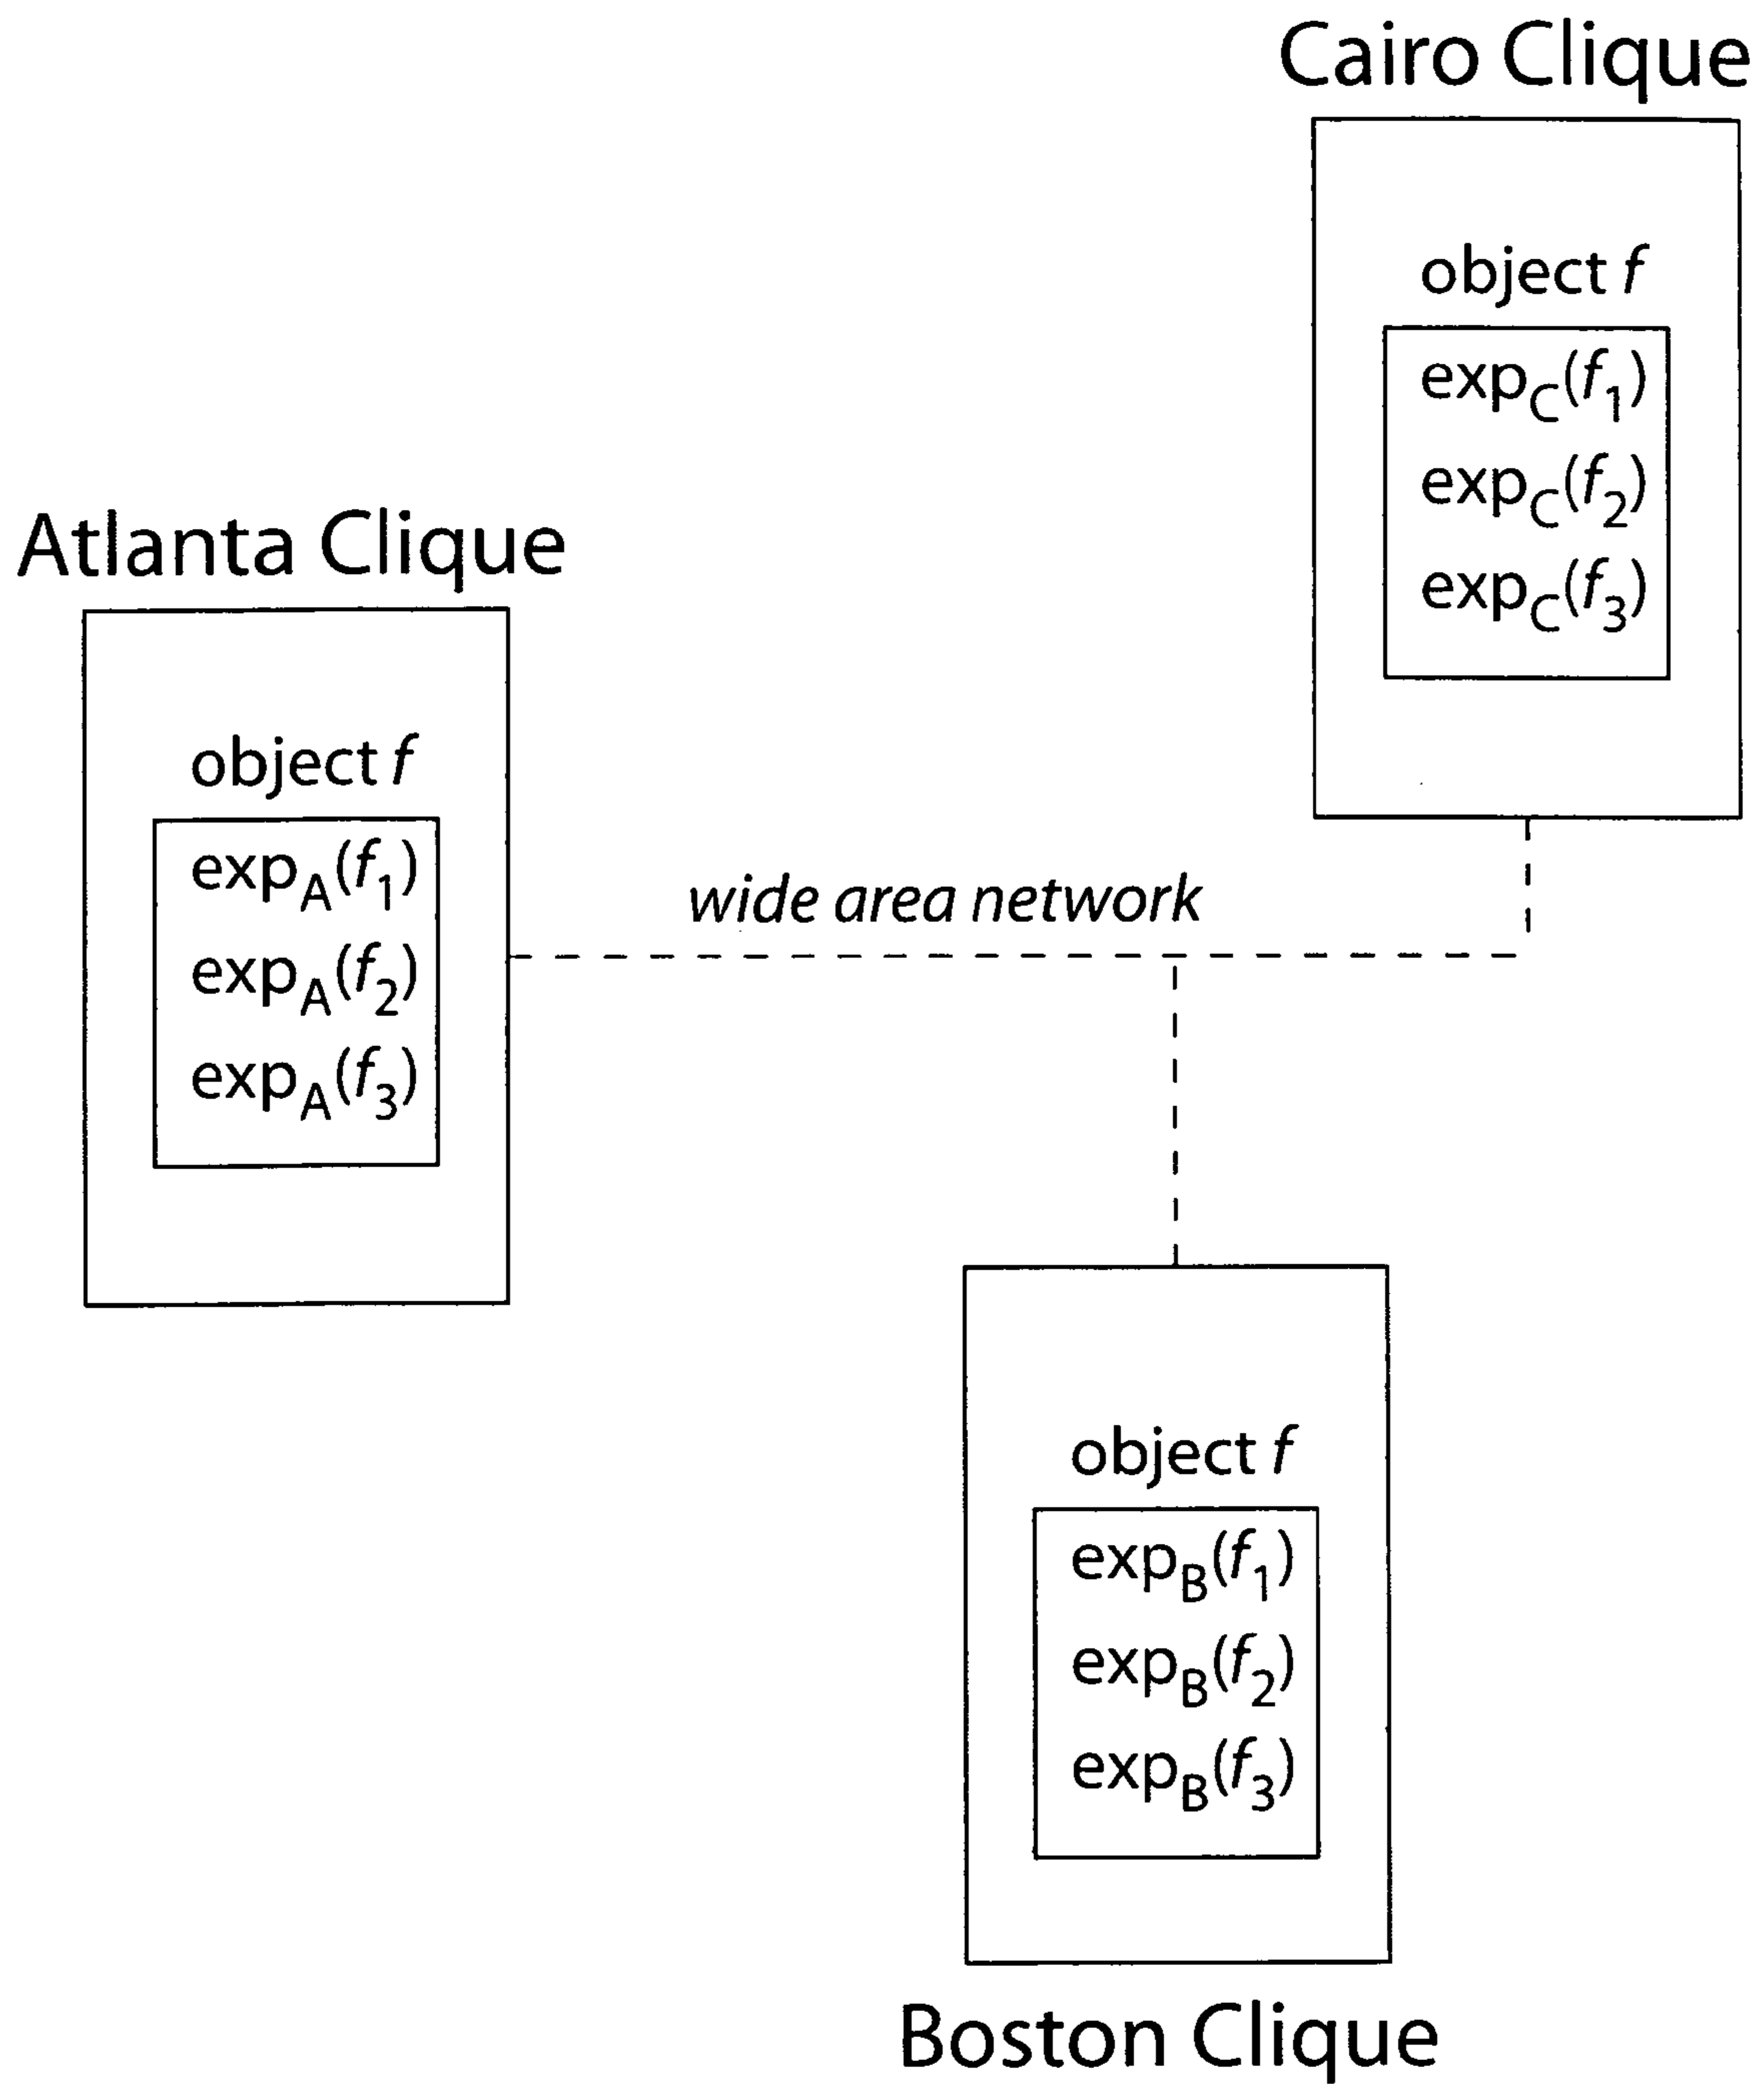 Cairo Clique
object f
exp_C(f_1)
exp_C(f_2)
exp_C(f_3)
Atlanta Clique
object f
exp_A(f_1)
exp_A(f_2)
exp_A(f_3)
wide area network
object f
exp_B(f_1)
exp_B(f_2)
exp_B(f_3)
Boston Clique